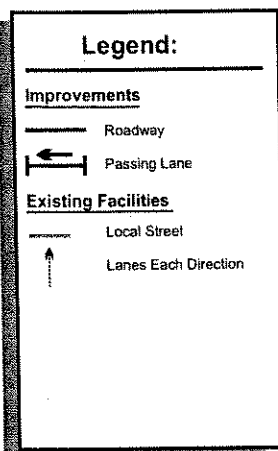 Legend:
Improvements
Roadway
Passing Lane
Existing Facilities
Local Street
Lanes Each Direction